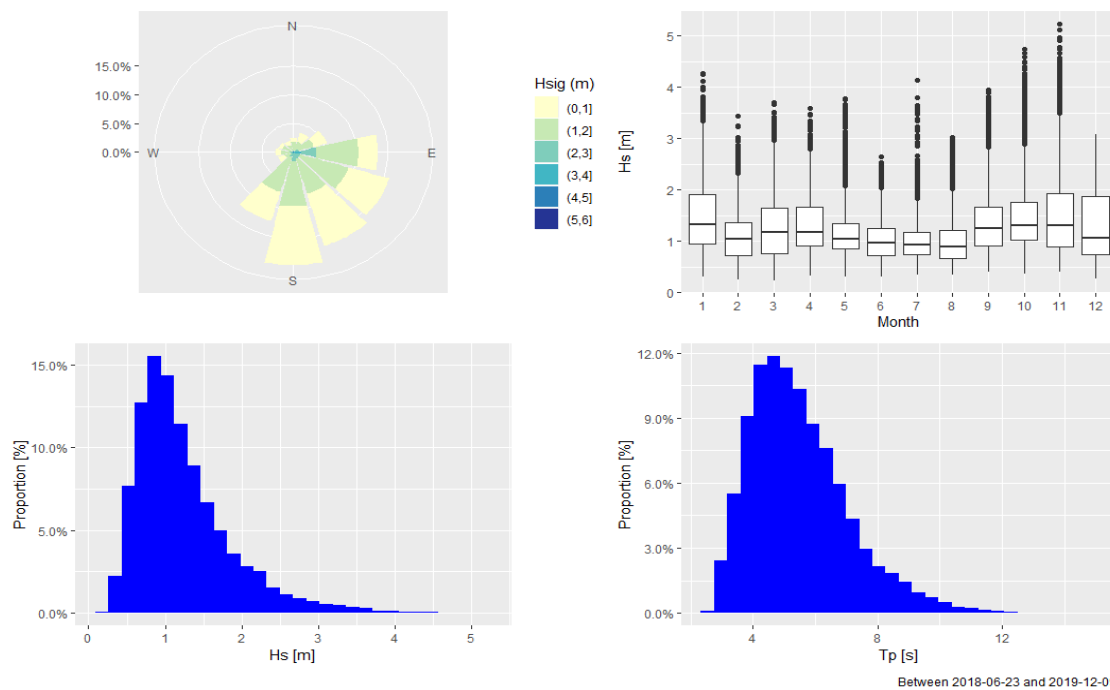 N
15.0%
10.0%
5.0%
0.0%
W
E
S
Hsig (m)
(0,1]
(1,2]
(2,3]
(3,4]
(4,5]
(5,6]
Hs [m]
5
4
3
2
1
0
1 2 3 4 5 6 7 8 9 10 11 12
Month
Proportion [%]
15.0%
10.0%
5.0%
0.0%
0 1 2 3 4 5
Hs [m]
Proportion [%]
12.0%
9.0%
6.0%
3.0%
0.0%
4 8 12
Tp [s]
Between 2018-06-23 and 2019-12-0